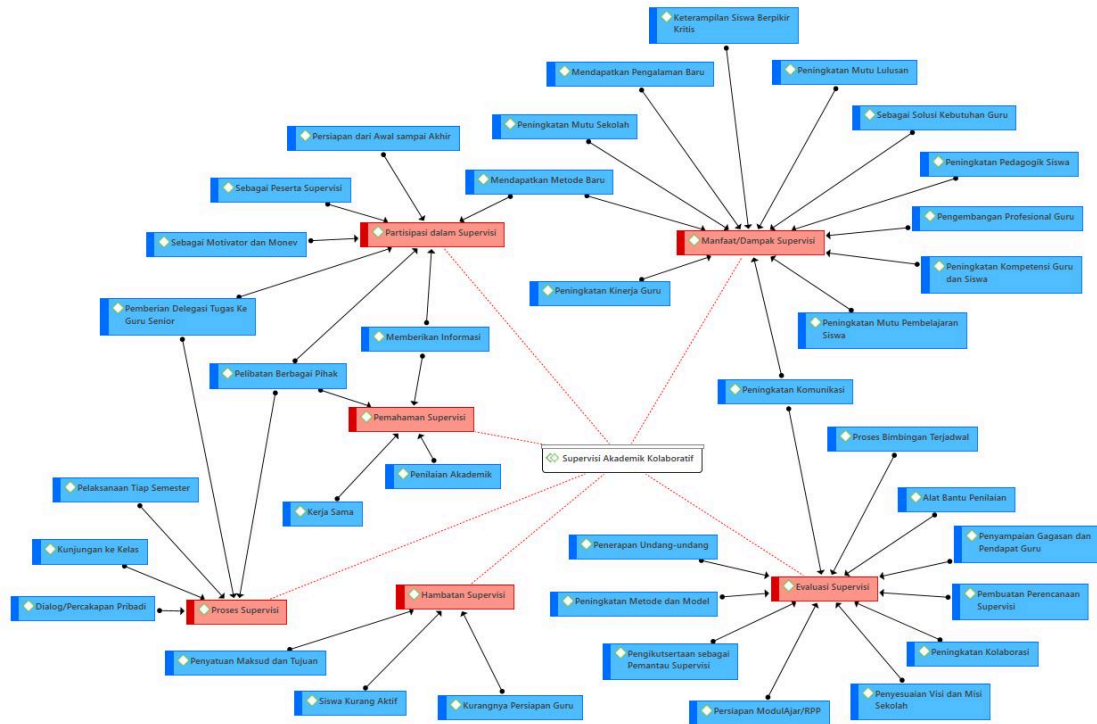 Keterampilan Siswa Berpikir
Kritis
Mendapatkan Pengalaman Baru
Peningkatan Mutu Lulusan
Peningkatan Mutu Sekolah
Sebagai Solusi Kebutuhan Guru
Persiapan dari Awal sampai Akhir
Mendapatkan Metode Baru
Peningkatan Pedagogik Siswa
Sebagai Peserta Supervisi
Pengembangan Profesional Guru
Sebagai Motivator dan Monev
Partisipasi dalam Supervisi
Manfaat/Dampak Supervisi
Peningkatan Kompetensi Guru
dan Siswa
Peningkatan Kinerja Guru
Pemberian Delegasi Tugas Ke
Guru Senior
Memberikan Informasi
Peningkatan Mutu Pembelajaran
Siswa
Pelibatan Berbagai Pihak
Peningkatan Komunikasi
Pemahaman Supervisi
Proses Bimbingan Terjadwal
Supervisi Akademik Kolaboratif
Penilaian Akademik
Pelaksanaan Tiap Semester
Kerja Sama
Alat Bantu Penilaian
Kunjungan ke Kelas
Penerapan Undang-undang
Penyampaian Gagasan dan
Pendapat Guru
Dialog/Percakapan Pribadi
Proses Supervisi
Hambatan Supervisi
Peningkatan Metode dan Model
Evaluasi Supervisi
Pembuatan Perencanaan
Supervisi
Penyatuan Maksud dan Tujuan
Pengikutsertaan sebagai
Pemantau Supervisi
Peningkatan Kolaborasi
Siswa Kurang Aktif
Kurangnya Persiapan Guru
Persiapan ModulAjar/RPP
Penyesuaian Visi dan Misi
Sekolah